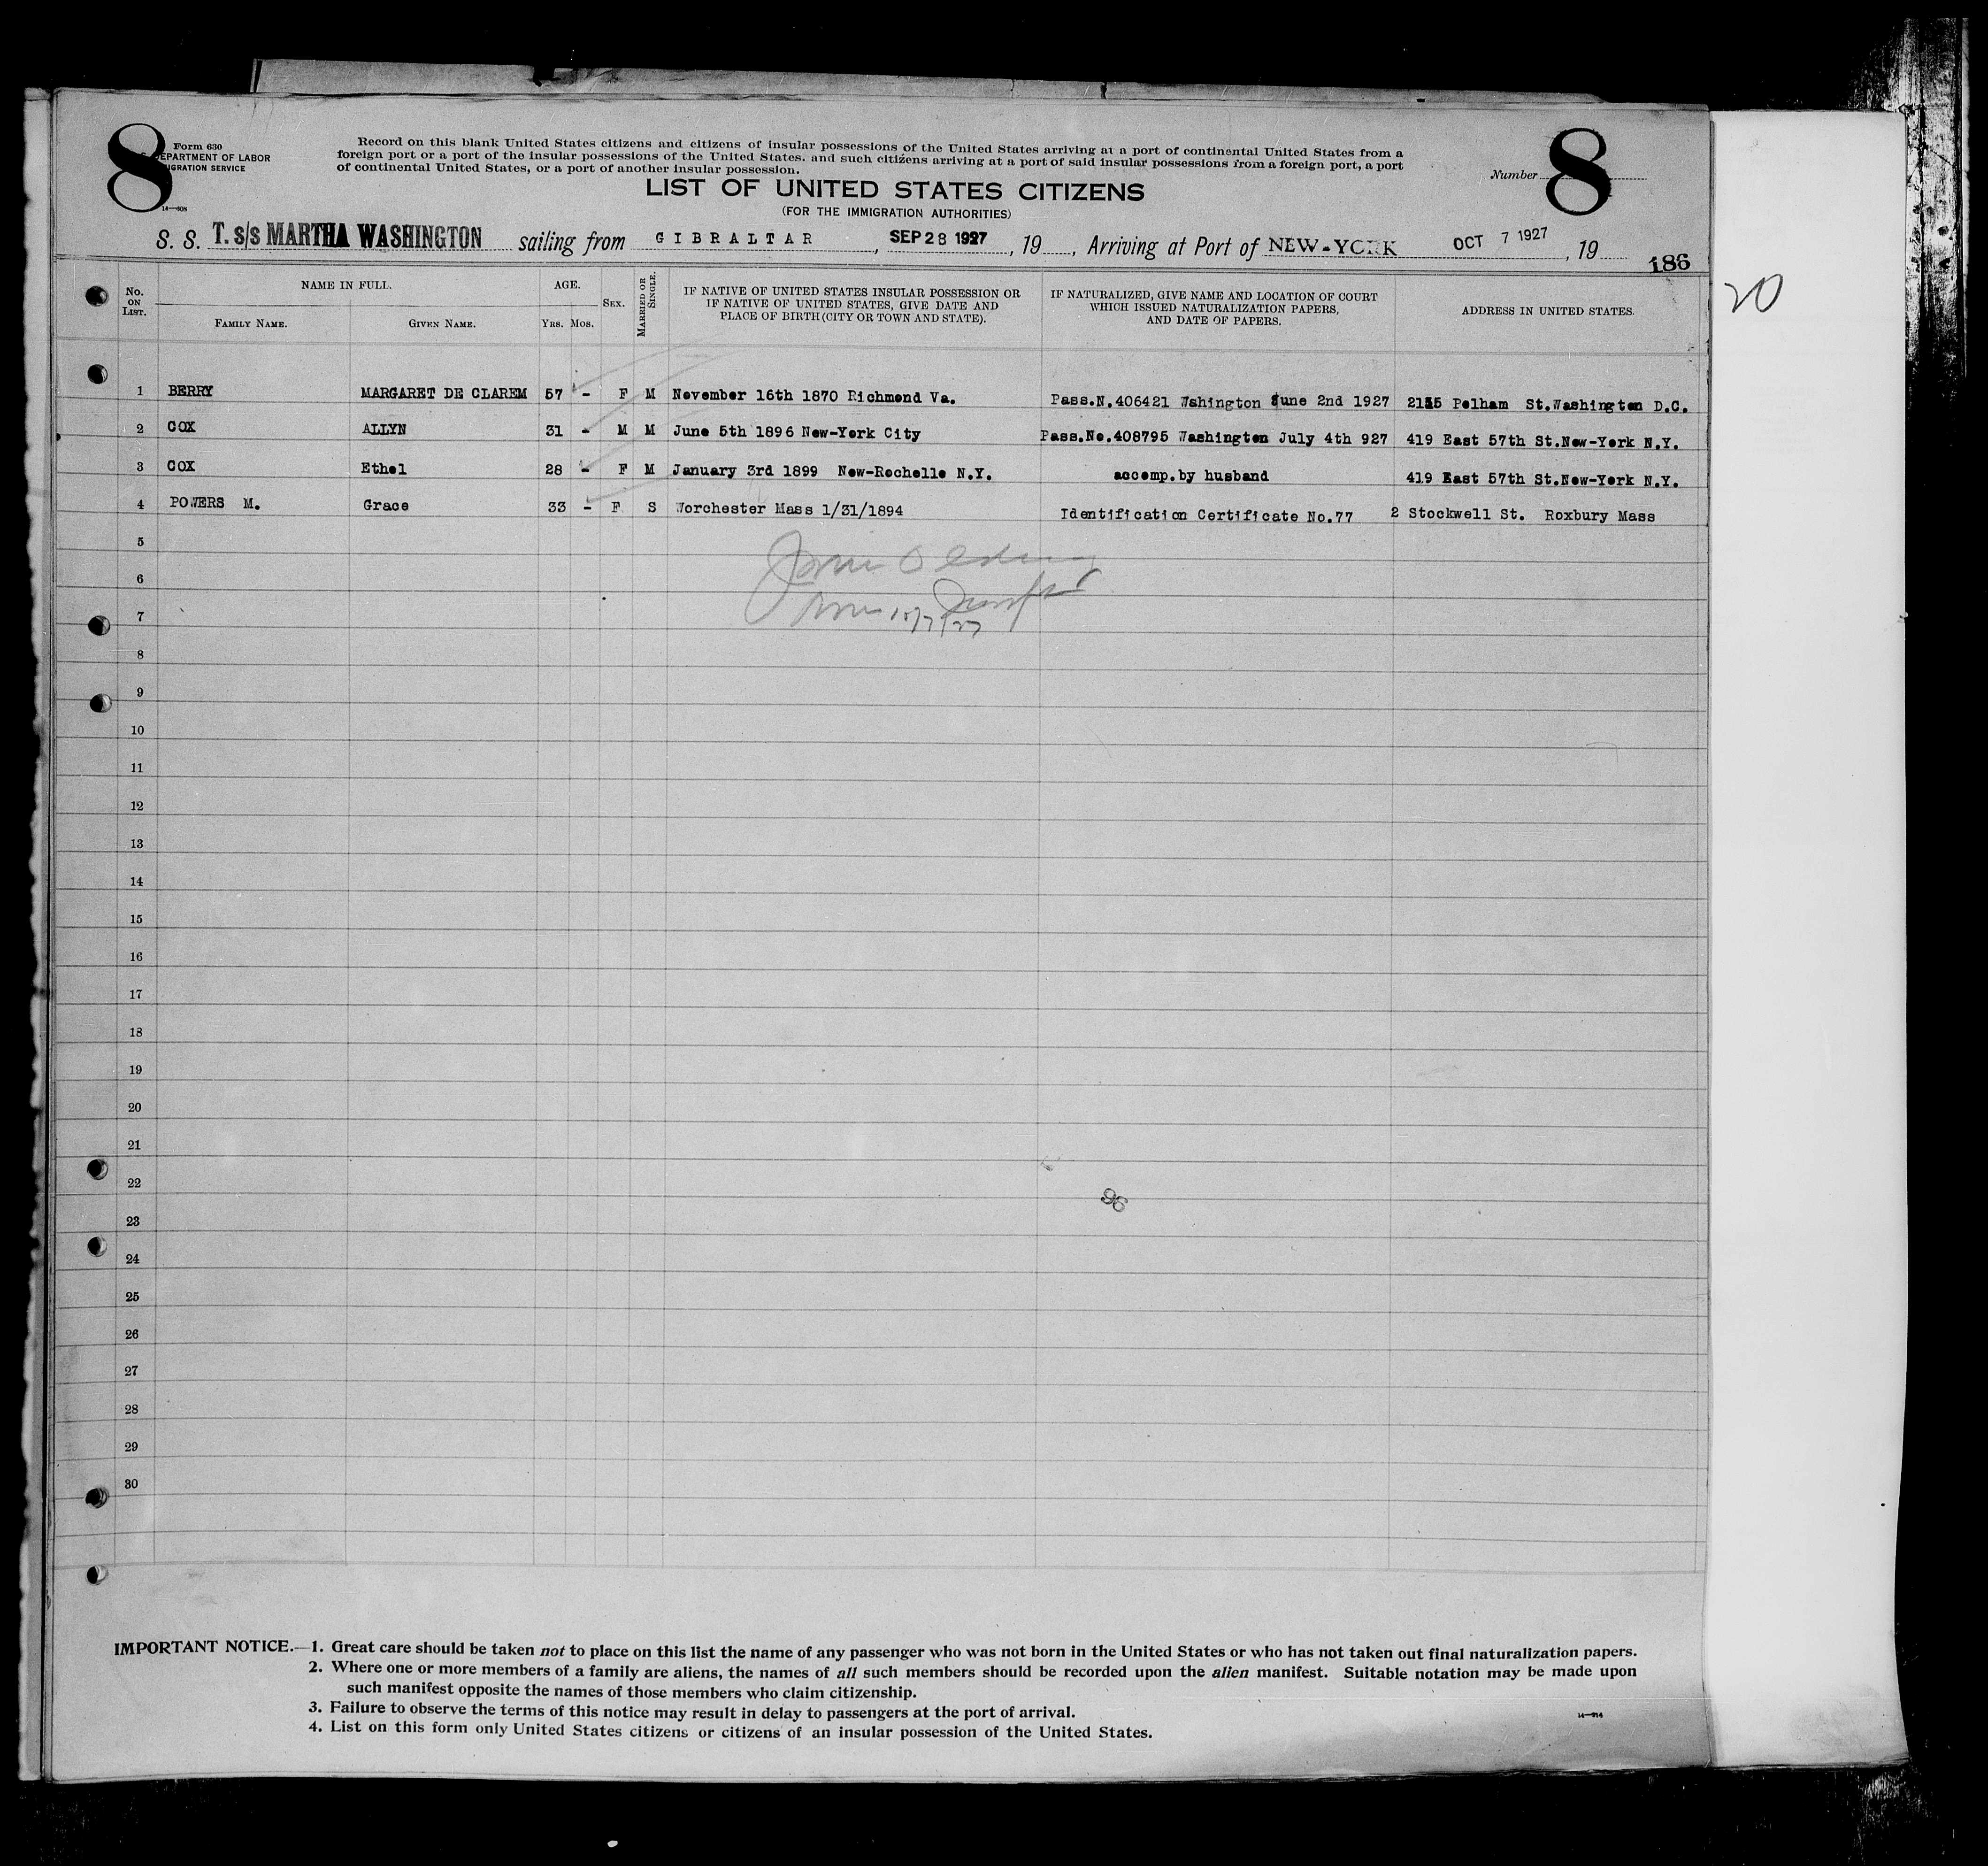 8
Form 630
DEPARTMENT OF LABOR
IGRATION SERVICE
14—608
Record on this blank United States citizens and citizens of insular possessions of the United States arriving at a port of continental United States from a
foreign port or a port of the insular possessions of the United States. and such citizens arriving at a port of said insular possessions from a foreign port, a port
of continental United States, or a port of another insular possession.
LIST OF UNITED STATES CITIZENS
(FOR THE IMMIGRATION AUTHORITIES)
Number 8
S. S. T. s/s MARTHA WASHINGTON sailing from GIBRALTAR, SEP 28 1927, 19, Arriving at Port of NEW-YORK OCT 7 1927, 19
186
20
No. ON LIST. NAME IN FULL. AGE. SEX. MARRIED OR SINGLE. IF NATIVE OF UNITED STATES INSULAR POSSESSION OR IF NATIVE OF UNITED STATES, GIVE DATE AND PLACE OF BIRTH (CITY OR TOWN AND STATE). IF NATURALIZED, GIVE NAME AND LOCATION OF COURT WHICH ISSUED NATURALIZATION PAPERS, AND DATE OF PAPERS. ADDRESS IN UNITED STATES.
FAMILY NAME. GIVEN NAME. YRS. MOS.
1 BERRY MARGARET DE CLAREM 57 - F M November 16th 1870 Richmond Va. Pass.N.406421 Wshington June 2nd 1927 2115 Pelham St.Washington D.C.
2 COX ALLYN 31 - M M June 5th 1896 New-York City Pass.No.408795 Washington July 4th 927 419 East 57th St.New-York N.Y.
3 COX Ethel 28 - F M January 3rd 1899 New-Rochelle N.Y. accomp.by husband 419 East 57th St.New-York N.Y.
4 POWERS M. Grace 33 - F S Worchester Mass 1/31/1894 Identification Certificate No.77 2 Stockwell St. Roxbury Mass
5
6
7
10/7/27
8
9
10
11
12
13
14
15
16
17
18
19
20
21
22
96
23
24
25
26
27
28
29
30
IMPORTANT NOTICE.—1. Great care should be taken not to place on this list the name of any passenger who was not born in the United States or who has not taken out final naturalization papers.
2. Where one or more members of a family are aliens, the names of all such members should be recorded upon the alien manifest. Suitable notation may be made upon
such manifest opposite the names of those members who claim citizenship.
3. Failure to observe the terms of this notice may result in delay to passengers at the port of arrival.
4. List on this form only United States citizens or citizens of an insular possession of the United States.
14—914